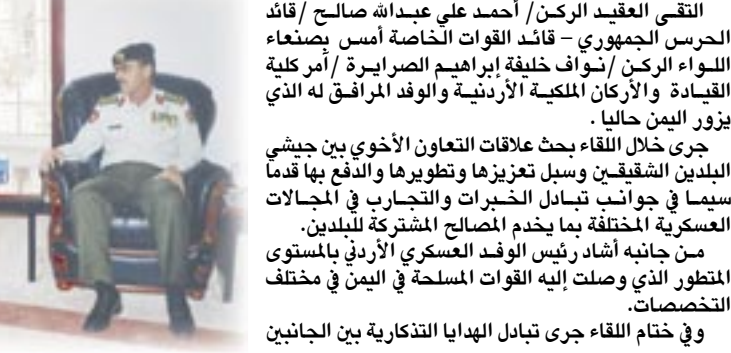 التقى العقيد الركن/ أحمد علي عبدالله صالح /قائد
الحرس الجمهوري – قائد القوات الخاصة أمس بصنعاء
اللواء الركن /نواف خليفة إبراهيم الصرايرة /آمر كلية
القيادة والأركان الملكية الأردنية والوفد المرافق له الذي
يزور اليمن حاليا .
جرى خلال اللقاء بحث علاقات التعاون الأخوي بين جيشي
البلدين الشقيقين وسبل تعزيزها وتطويرها والدفع بها قدما
سيما في جوانب تبادل الخبرات والتجارب في المجالات
العسكرية المختلفة بما يخدم المصالح المشتركة للبلدين.
من جانبه أشاد رئيس الوفد العسكري الأردني بالمستوى
المتطور الذي وصلت إليه القوات المسلحة في اليمن في مختلف
التخصصات.
وفي ختام اللقاء جرى تبادل الهدايا التذكارية بين الجانبين